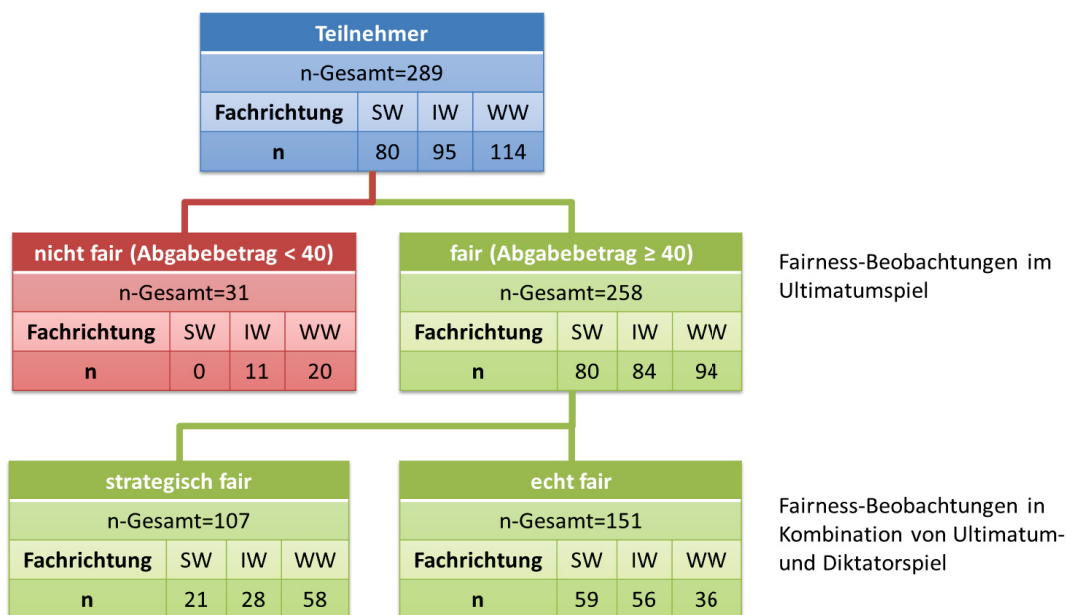 Teilnehmer
n-Gesamt=289
Fachrichtung SW IW WW
n 80 95 114
nicht fair (Abgabebetrag < 40)
n-Gesamt=31
Fachrichtung SW IW WW
n 0 11 20
fair (Abgabebetrag ≥ 40)
n-Gesamt=258
Fachrichtung SW IW WW
n 80 84 94
Fairness-Beobachtungen im
Ultimatumspiel
strategisch fair
n-Gesamt=107
Fachrichtung SW IW WW
n 21 28 58
echt fair
n-Gesamt=151
Fachrichtung SW IW WW
n 59 56 36
Fairness-Beobachtungen in
Kombination von Ultimatum-
und Diktatorspiel